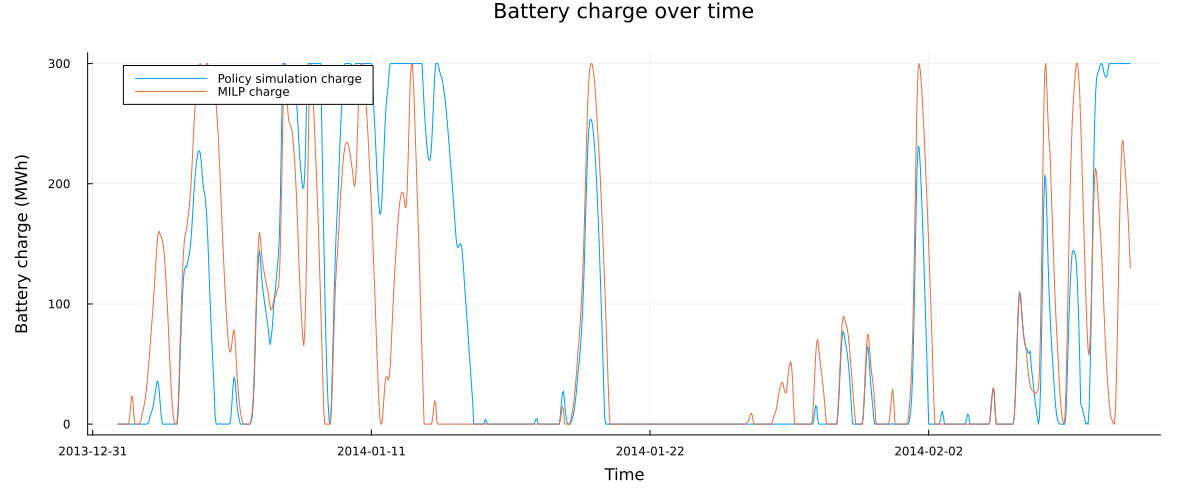 Battery charge over time
Policy simulation charge
MILP charge
Battery charge (MWh)
300
200
100
0
2013-12-31
2014-01-11
2014-01-22
2014-02-02
Time